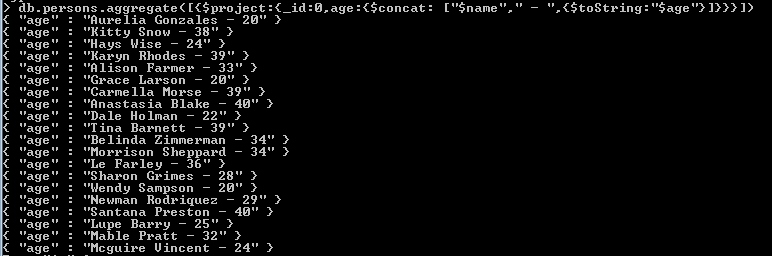 > db.persons.aggregate([{$project:{_id:0,age:{$concat: ["$name"," - ",{$toString:"$age"}]}}}])
{ "age" : "Aurelia Gonzales - 20" }
{ "age" : "Kitty Snow - 38" }
{ "age" : "Hays Wise - 24" }
{ "age" : "Karyn Rhodes - 39" }
{ "age" : "Alison Farmer - 33" }
{ "age" : "Grace Larson - 20" }
{ "age" : "Carmella Morse - 39" }
{ "age" : "Anastasia Blake - 40" }
{ "age" : "Dale Holman - 22" }
{ "age" : "Tina Barnett - 39" }
{ "age" : "Belinda Zimmerman - 34" }
{ "age" : "Morrison Sheppard - 34" }
{ "age" : "Le Farley - 36" }
{ "age" : "Sharon Grimes - 28" }
{ "age" : "Wendy Sampson - 20" }
{ "age" : "Newman Rodriquez - 29" }
{ "age" : "Santana Preston - 40" }
{ "age" : "Lupe Barry - 25" }
{ "age" : "Mable Pratt - 32" }
{ "age" : "Mcguire Vincent - 24" }